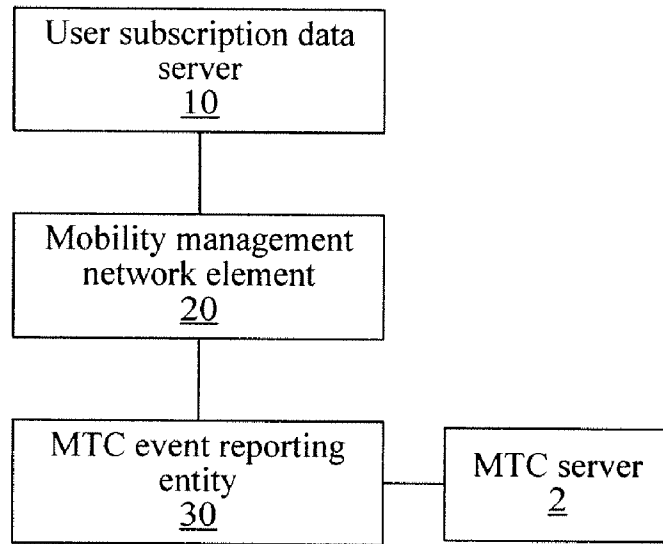 User subscription data
server
10
Mobility management
network element
20
MTC event reporting
entity
30
MTC server
2